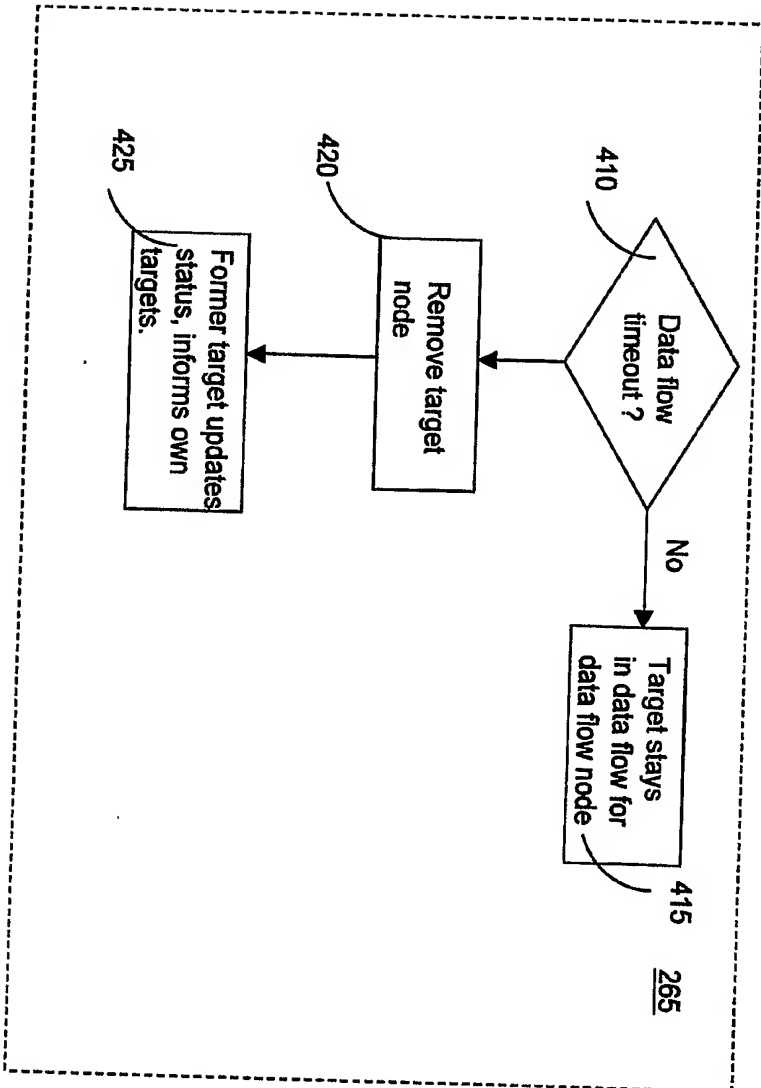 410
Data flow
timeout ?
No
Target stays
in data flow for
data flow node
415
265
420
Remove target
node
425
Former target updates
status, informs own
targets.